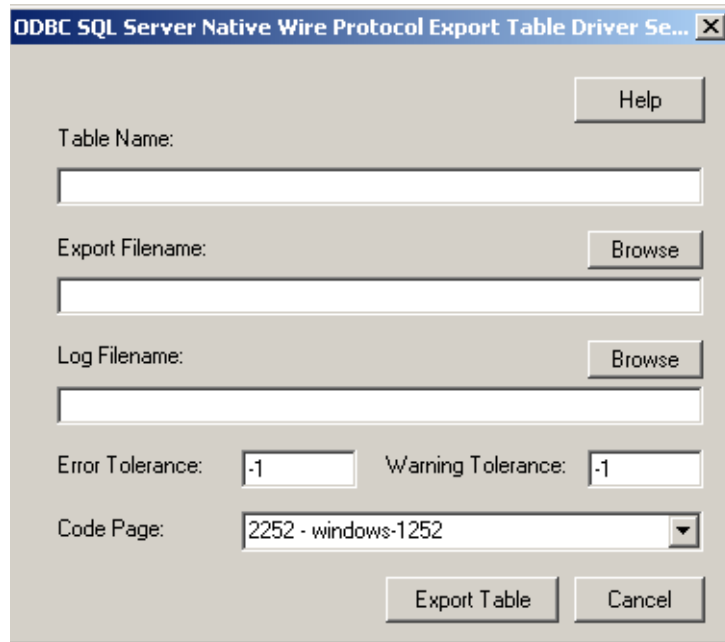 ODBC SQL Server Native Wire Protocol Export Table Driver Se...
Help
Table Name:
Export Filename:
Browse
Log Filename:
Browse
Error Tolerance: -1 Warning Tolerance: -1
Code Page: 2252 - windows-1252
Export Table Cancel